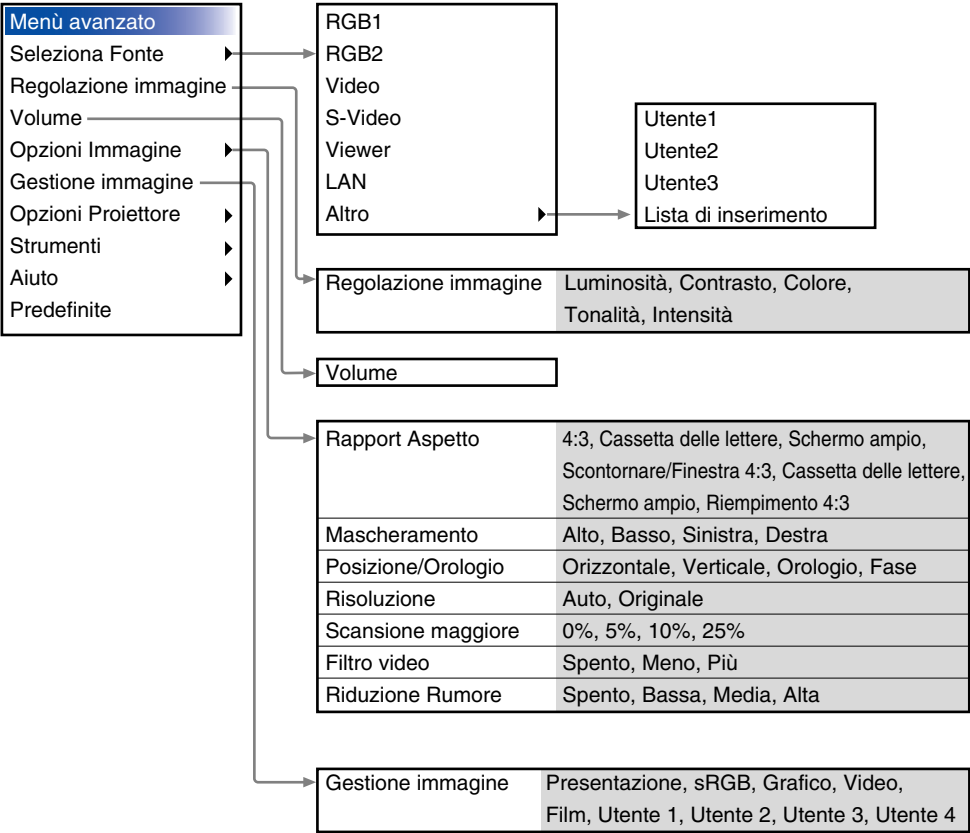 Menù avanzato
Seleziona Fonte
Regolazione immagine
Volume
Opzioni Immagine
Gestione immagine
Opzioni Proiettore
Strumenti
Aiuto
Predefinite
RGB1
RGB2
Video
S-Video
Viewer
LAN
Altro
Utente1
Utente2
Utente3
Lista di inserimento
Regolazione immagine Luminosità, Contrasto, Colore,
Tonalità, Intensità
Volume
Rapport Aspetto 4:3, Cassetta delle lettere, Schermo ampio,
Scontornare/Finestra 4:3, Cassetta delle lettere,
Schermo ampio, Riempimento 4:3
Mascheramento Alto, Basso, Sinistra, Destra
Posizione/Orologio Orizzontale, Verticale, Orologio, Fase
Risoluzione Auto, Originale
Scansione maggiore 0%, 5%, 10%, 25%
Filtro video Spento, Meno, Più
Riduzione Rumore Spento, Bassa, Media, Alta
Gestione immagine Presentazione, sRGB, Grafico, Video,
Film, Utente 1, Utente 2, Utente 3, Utente 4